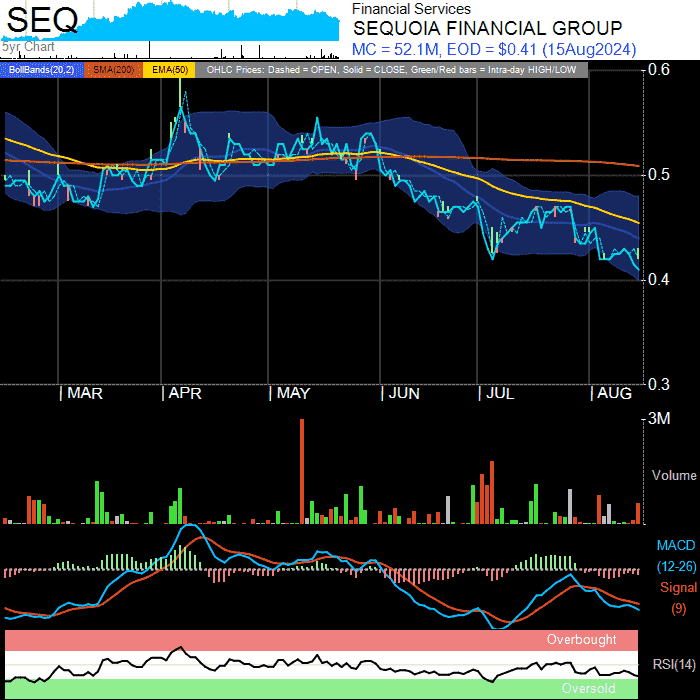 SEQ
5yr Chart
Financial Services
SEQUOIA FINANCIAL GROUP
MC = 52.1M, EOD = $0.41 (15Aug2024)
BollBands(20,2) SMA(200) EMA(50) OHLC Prices: Dashed = OPEN, Solid = CLOSE, Green/Red bars = Intra-day HIGH/LOW
0.6
0.5
0.4
0.3
| MAR | APR | MAY | JUN | JUL | AUG
3M
Volume
MACD
(12-26)
Signal
(9)
Overbought
RSI(14)
Oversold